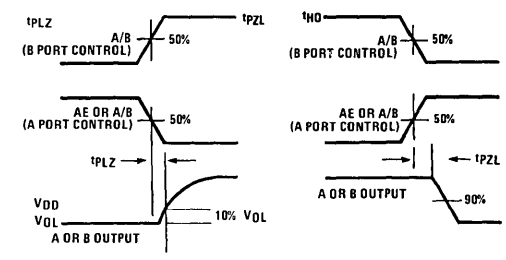 tPLZ
tPZL
A/B
(B PORT CONTROL)
50%
AE OR A/B
(A PORT CONTROL)
50%
tPLZ
VDD
VOL
10% VOL
A OR B OUTPUT
tHO
A/B
(B PORT CONTROL)
50%
AE OR A/B
(A PORT CONTROL)
50%
tPZL
A OR B OUTPUT
90%